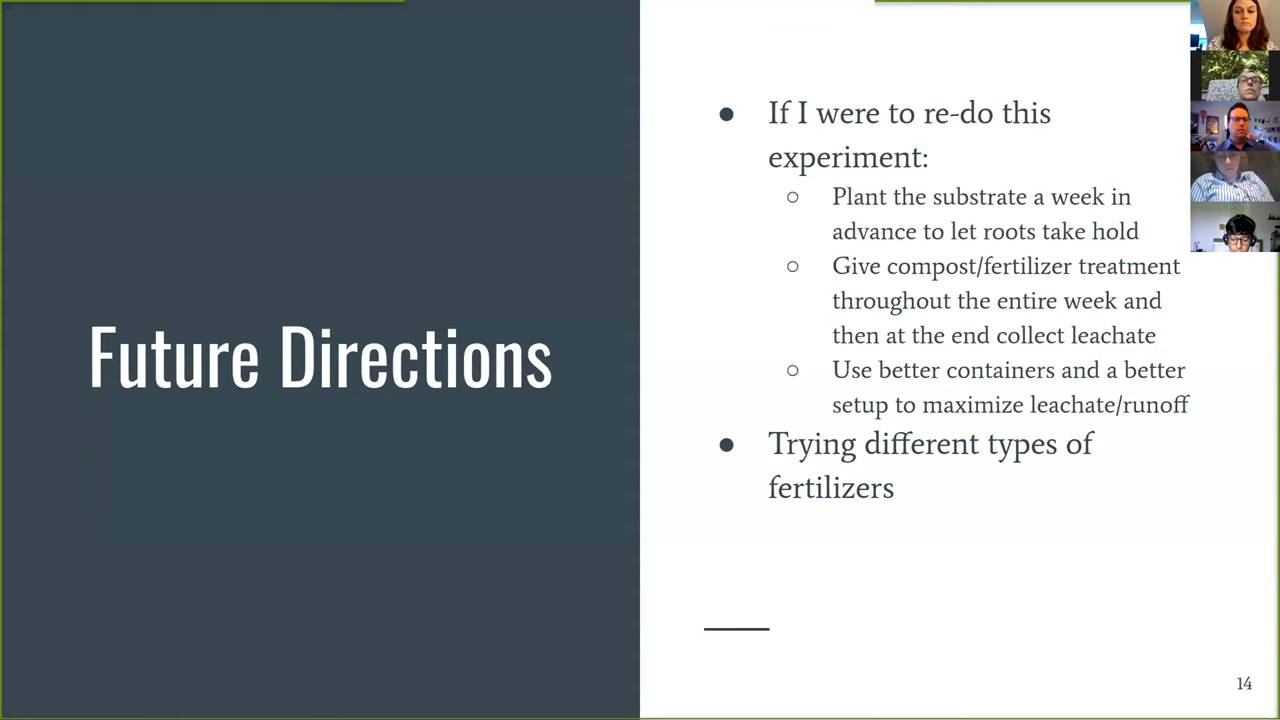 Future Directions
● If I were to re-do this
experiment:
○ Plant the substrate a week in
advance to let roots take hold
○ Give compost/fertilizer treatment
throughout the entire week and
then at the end collect leachate
○ Use better containers and a better
setup to maximize leachate/runoff
● Trying different types of
fertilizers
14